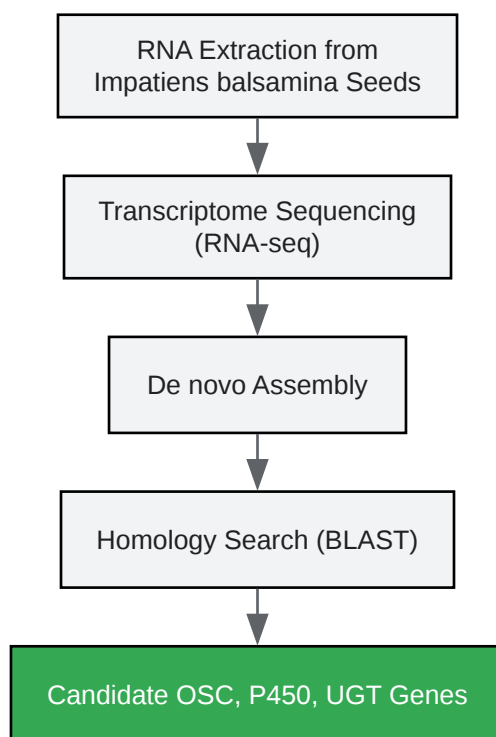 RNA Extraction from
Impatiens balsamina Seeds
Transcriptome Sequencing
(RNA-seq)
De novo Assembly
Homology Search (BLAST)
Candidate OSC, P450, UGT Genes